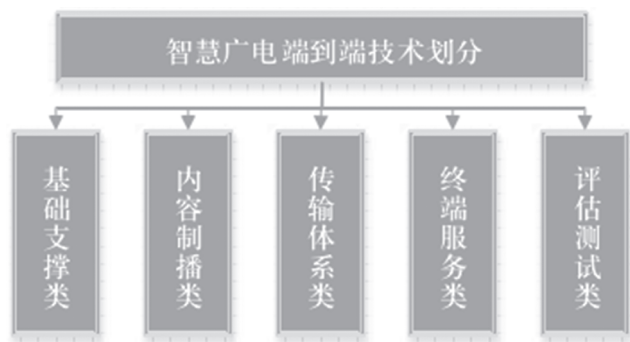 智慧广电端到端技术划分
基础支撑类
内容制播类
传输体系类
终端服务类
评估测试类